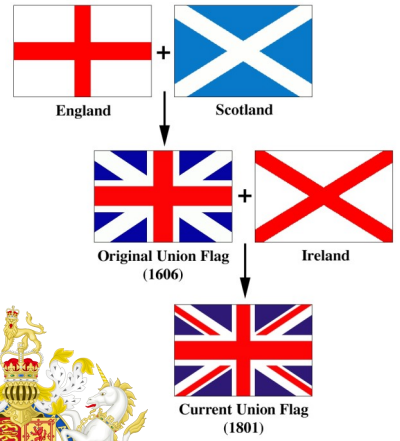 England
Scotland
Original Union Flag
(1606)
Ireland
Current Union Flag
(1801)